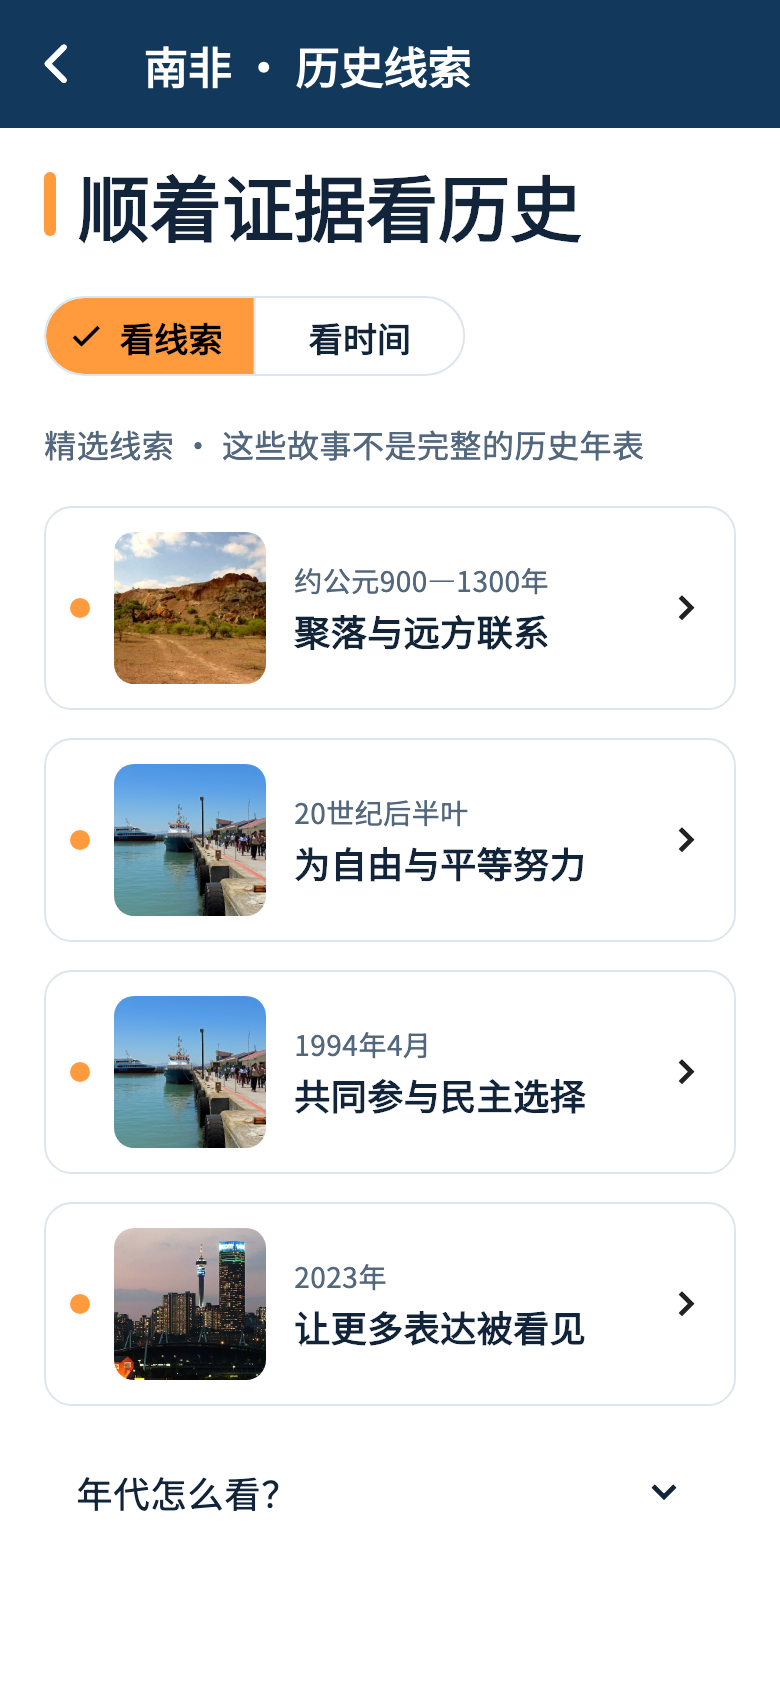 南非 · 历史线索
顺着证据看历史
看线索
看时间
精选线索 · 这些故事不是完整的历史年表
约公元900—1300年
聚落与远方联系
20世纪后半叶
为自由与平等努力
1994年4月
共同参与民主选择
2023年
让更多表达被看见
年代怎么看？